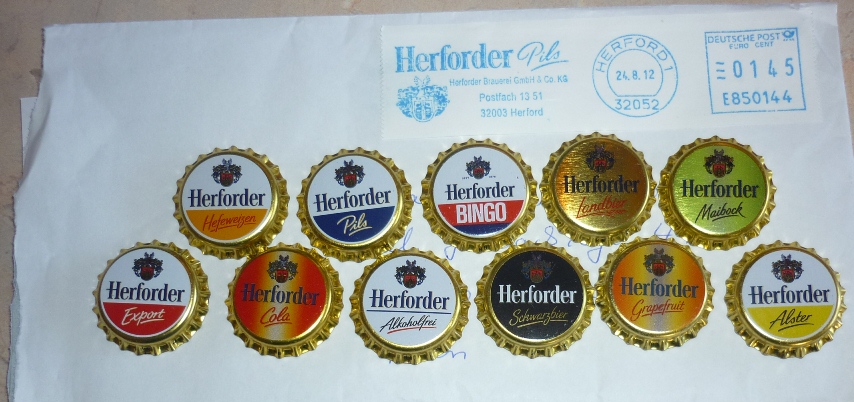 Herforder Pils
Herforder Brauerei GmbH & Co. KG
Postfach 13 51
32003 Herford
HERFORD 1
24.8.12
32052
DEUTSCHE POST
EURO CENT
0145
E850144
Herforder
Hefeweizen
Herforder
Pils
Herforder
BINGO
Herforder
Landbier
Herforder
Maibock
Herforder
Export
Herforder
Cola
Herforder
Alkoholfrei
Herforder
Schwarzbier
Herforder
Grapefruit
Herforder
Alster